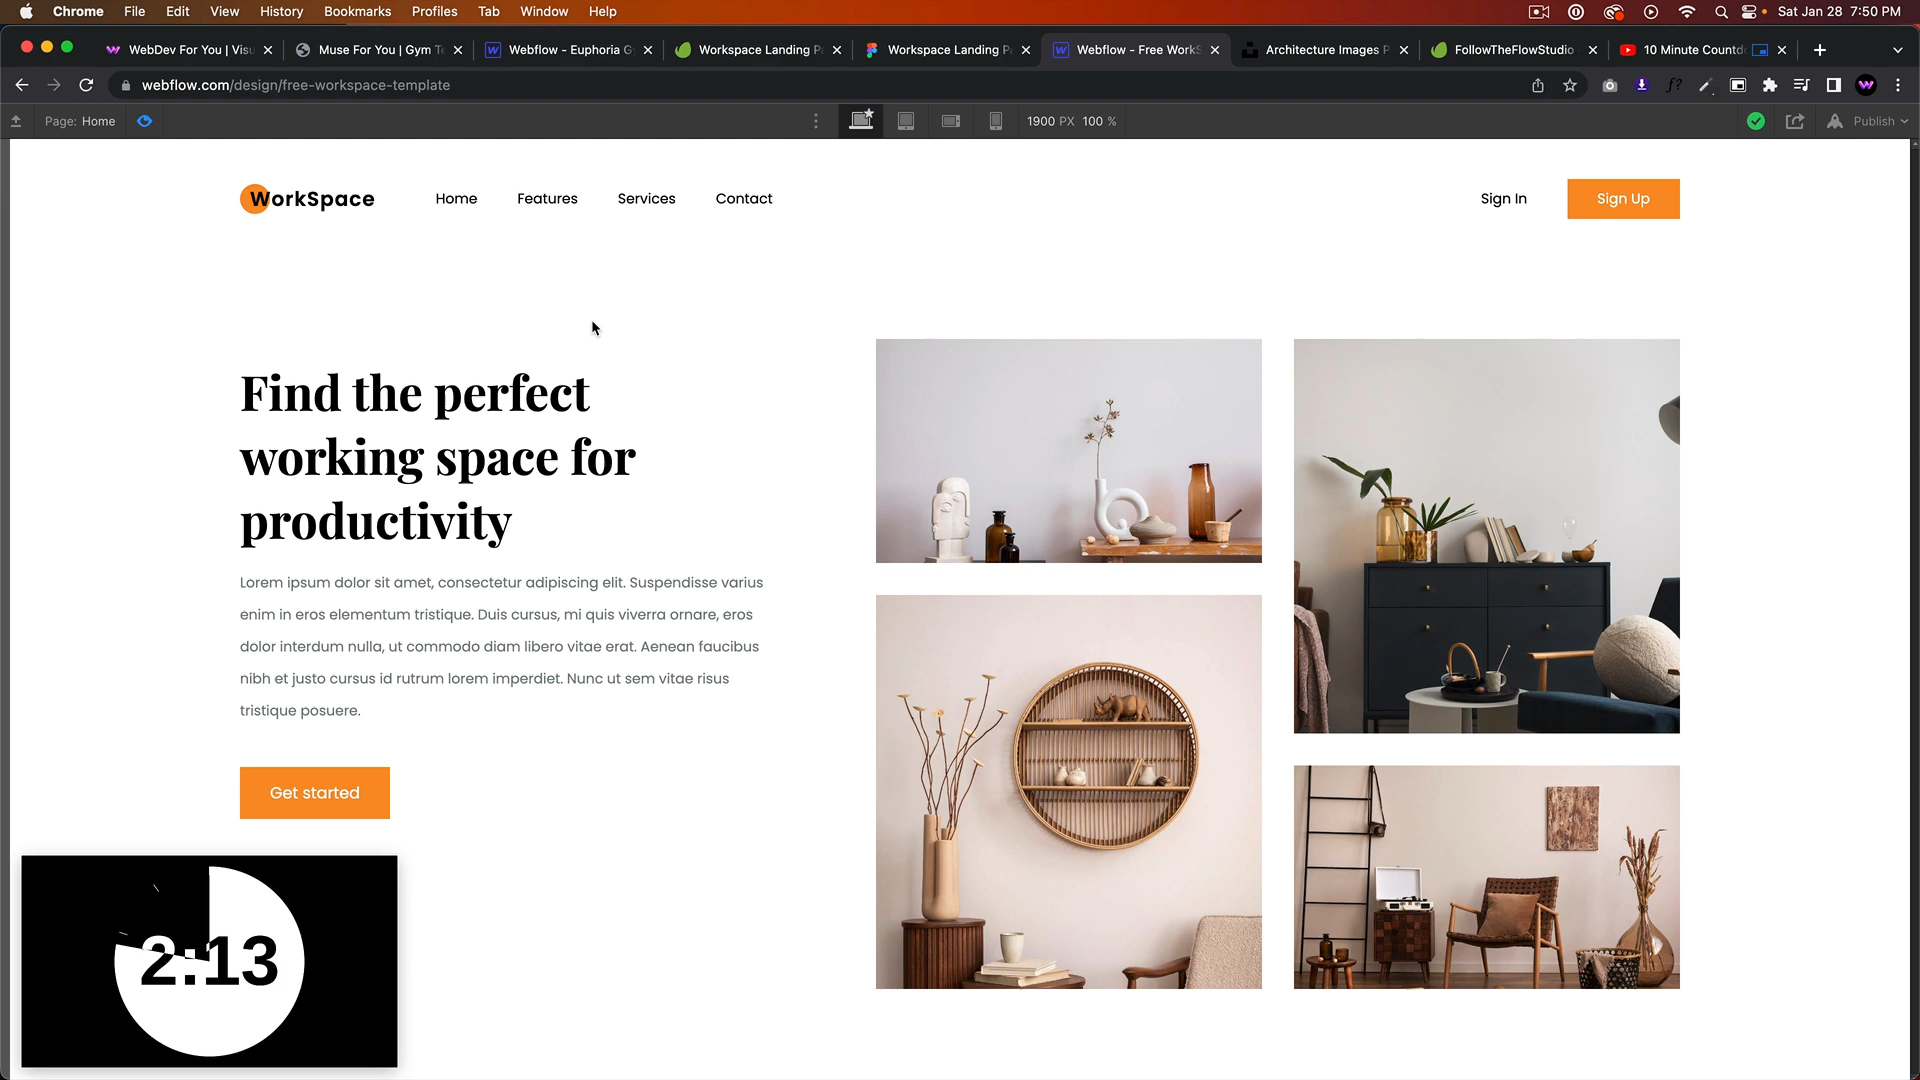 Chrome File Edit View History Bookmarks Profiles Tab Window Help Sat Jan 28 7:50 PM
WebDev For You | Visu Muse For You | Gym Te Webflow - Euphoria G Workspace Landing Pa Workspace Landing Pa Webflow - Free WorkS Architecture Images P FollowTheFlowStudio 10 Minute Countd
webflow.com/design/free-workspace-template
Page: Home 1900 PX 100 % Publish
WorkSpace Home Features Services Contact Sign In Sign Up
Find the perfect
working space for
productivity
Lorem ipsum dolor sit amet, consectetur adipiscing elit. Suspendisse varius
enim in eros elementum tristique. Duis cursus, mi quis viverra ornare, eros
dolor interdum nulla, ut commodo diam libero vitae erat. Aenean faucibus
nibh et justo cursus id rutrum lorem imperdiet. Nunc ut sem vitae risus
tristique posuere.
Get started
2:13